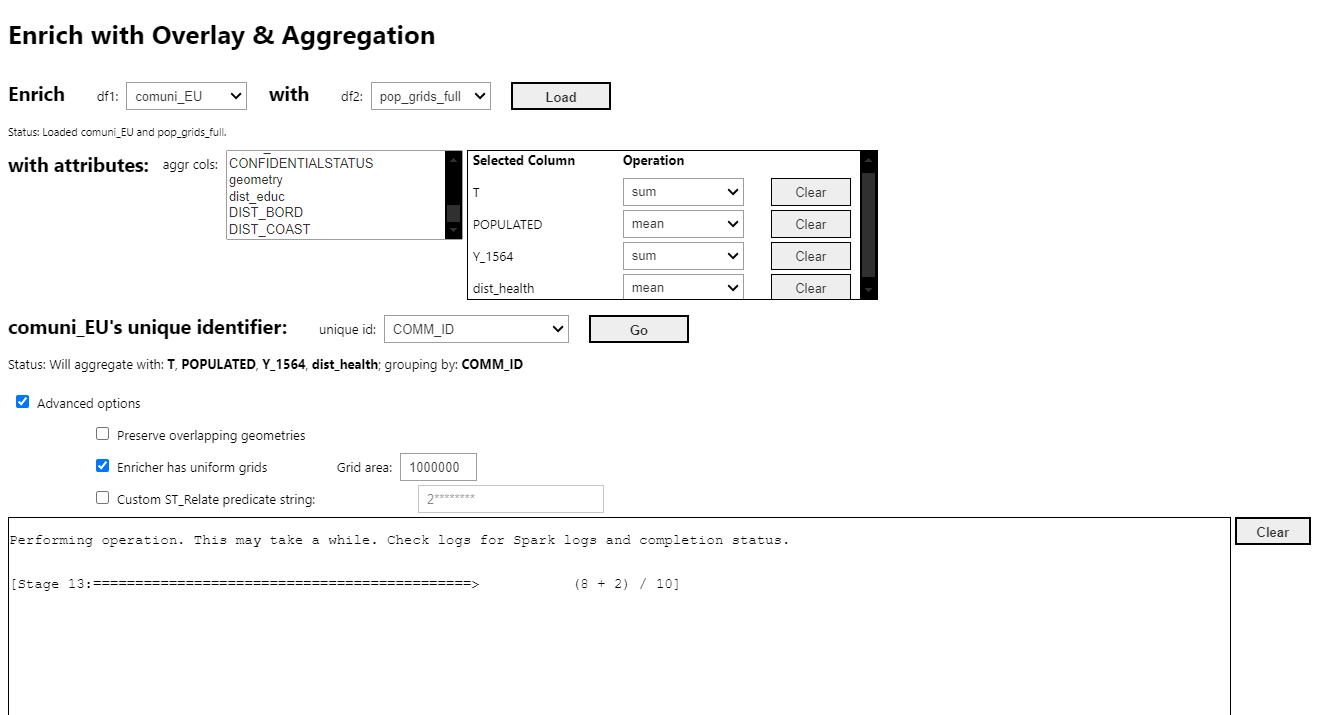 Enrich with Overlay & Aggregation
Enrich df1: comuni_EU with df2: pop_grids_full Load
Status: Loaded comuni_EU and pop_grids_full.
with attributes: aggr cols:
CONFIDENTIALSTATUS
geometry
dist_educ
DIST_BORD
DIST_COAST
Selected Column Operation
T sum Clear
POPULATED mean Clear
Y_1564 sum Clear
dist_health mean Clear
comuni_EU's unique identifier: unique id: COMM_ID Go
Status: Will aggregate with: T, POPULATED, Y_1564, dist_health; grouping by: COMM_ID
Advanced options
Preserve overlapping geometries
Enricher has uniform grids Grid area: 1000000
Custom ST_Relate predicate string: 2********
Clear
Performing operation. This may take a while. Check logs for Spark logs and completion status.
[Stage 13:=============================================> (8 + 2) / 10]